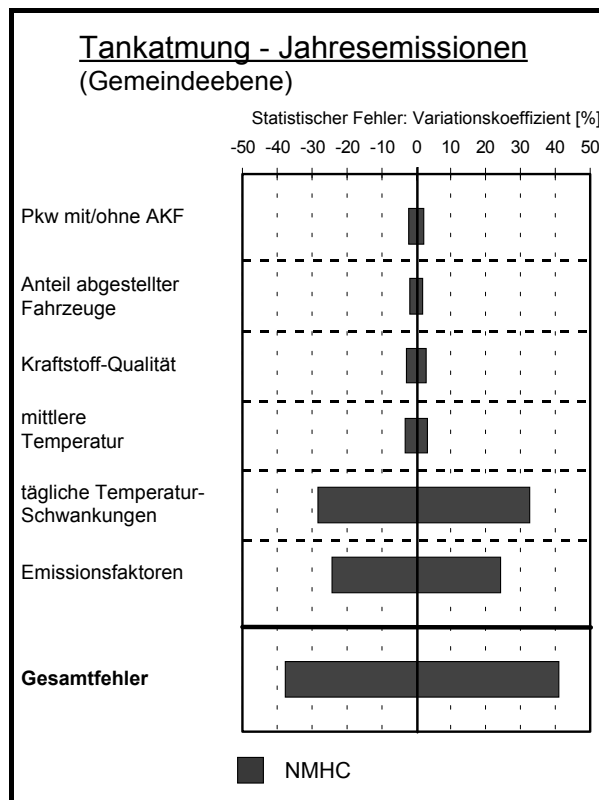 Tankatmung - Jahresemissionen
(Gemeindeebene)
Statistischer Fehler: Variationskoeffizient [%]
-50 -40 -30 -20 -10 0 10 20 30 40 50
Pkw mit/ohne AKF
Anteil abgestellter
Fahrzeuge
Kraftstoff-Qualität
mittlere
Temperatur
tägliche Temperatur-
Schwankungen
Emissionsfaktoren
Gesamtfehler
NMHC